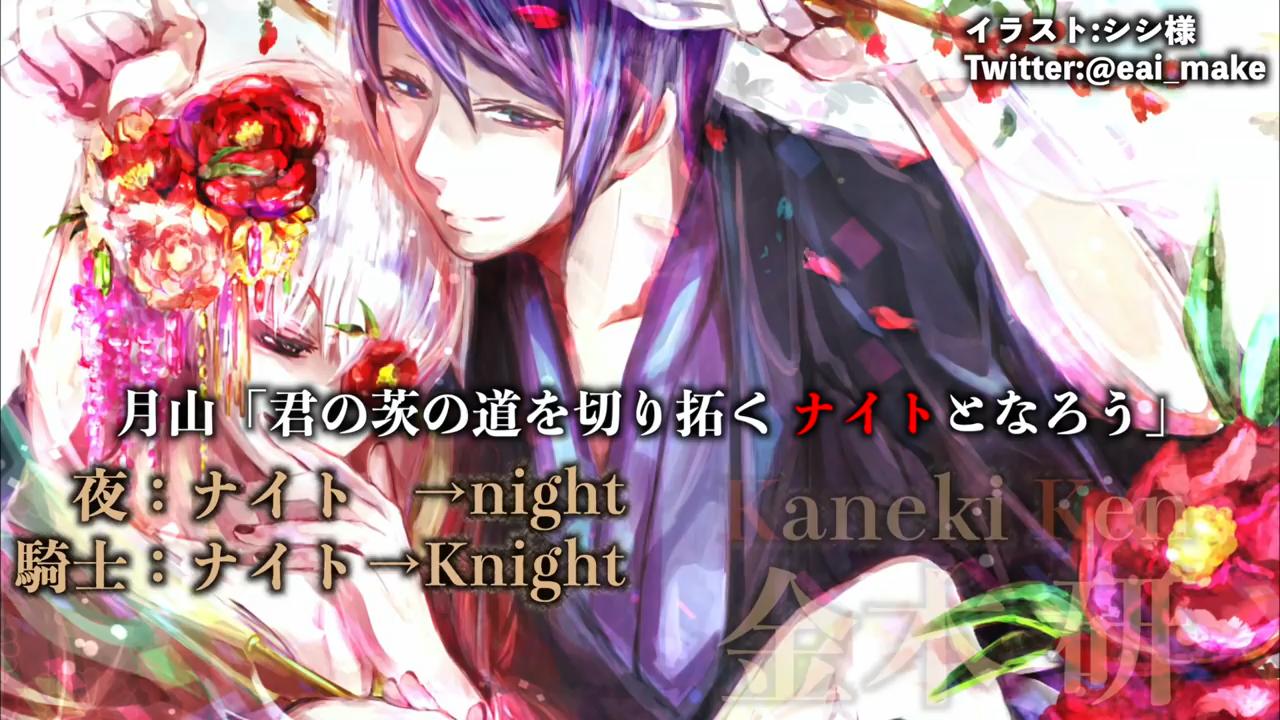 イラスト:シシ様
Twitter:@eai_make
月山「君の茨の道を切り拓く ナイトとなろう」
夜：ナイト　→night
騎士：ナイト→Knight
Kaneki Ken
金木研